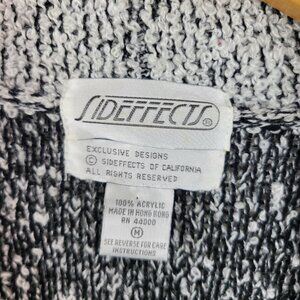 SIDEFFECTS®
EXCLUSIVE DESIGNS
© SIDEFFECTS OF CALIFORNIA
ALL RIGHTS RESERVED
100% ACRYLIC
MADE IN HONG KONG
RN 44000
M
SEE REVERSE FOR CARE
INSTRUCTIONS